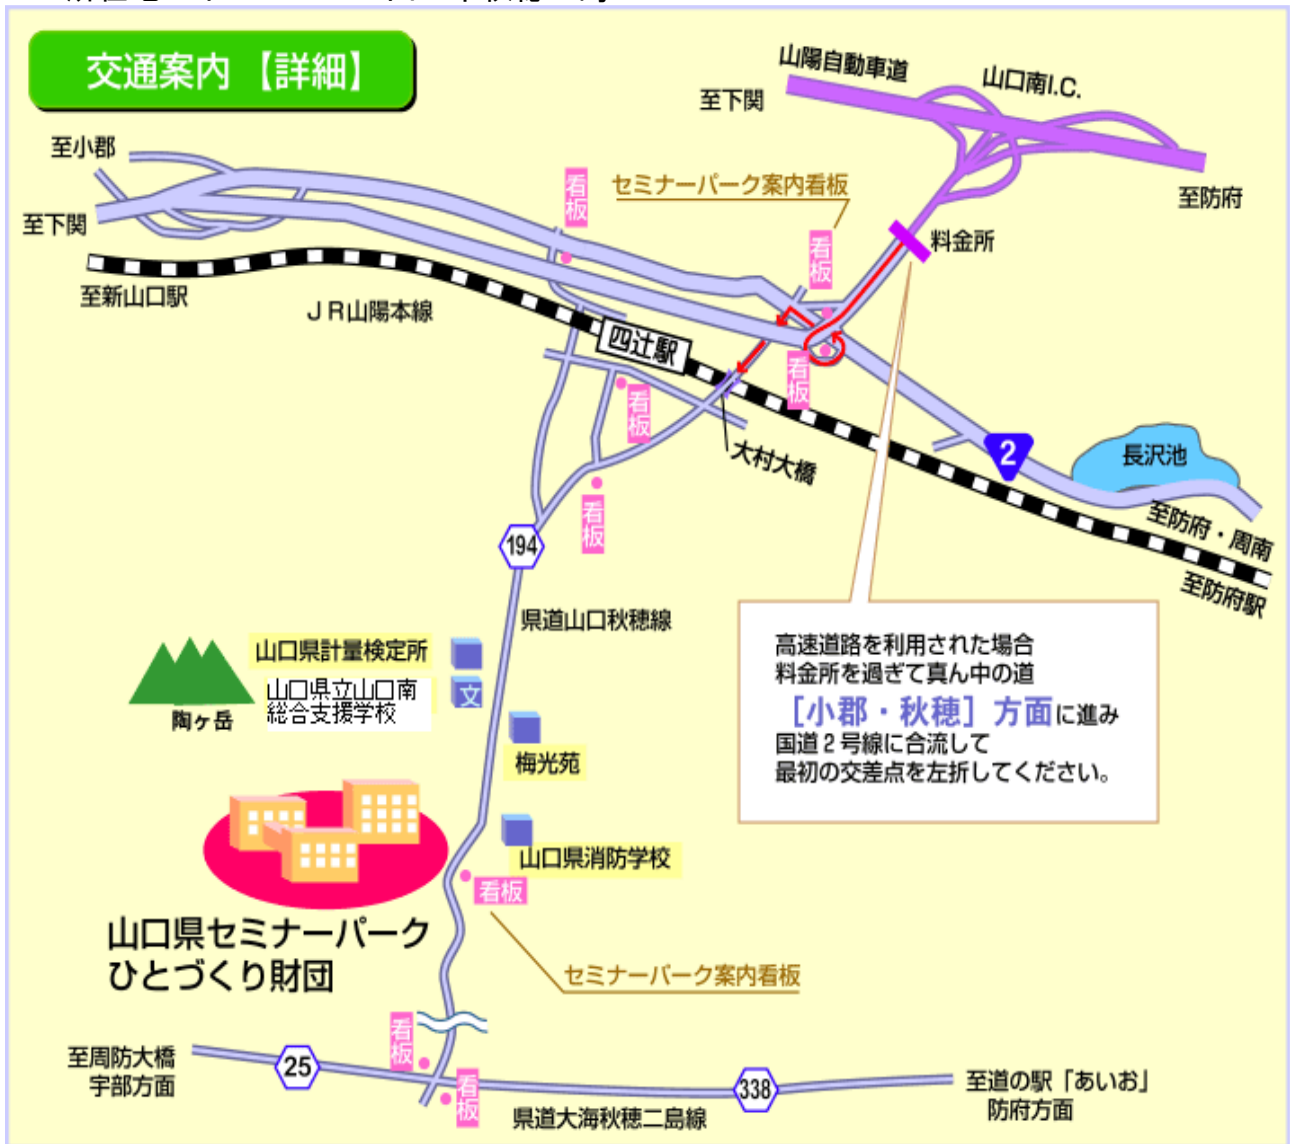 交通案内【詳細】
山陽自動車道
山口南I.C.
至下関
至小郡
セミナーパーク案内看板
看板
至防府
至下関
看板
料金所
至新山口駅
JR山陽本線
四辻駅
看板
看板
大村大橋
2
長沢池
看板
至防府・周南
194
至防府駅
県道山口秋穂線
高速道路を利用された場合
料金所を過ぎて真ん中の道
[小郡・秋穂]方面に進み
国道2号線に合流して
最初の交差点を左折してください。
山口県計量検定所
山口県立山口南
総合支援学校
文
陶ヶ岳
梅光苑
山口県消防学校
看板
山口県セミナーパーク
ひとづくり財団
セミナーパーク案内看板
看板
至周防大橋
宇部方面
25
看板
338
至道の駅「あいお」
防府方面
県道大海秋穂二島線